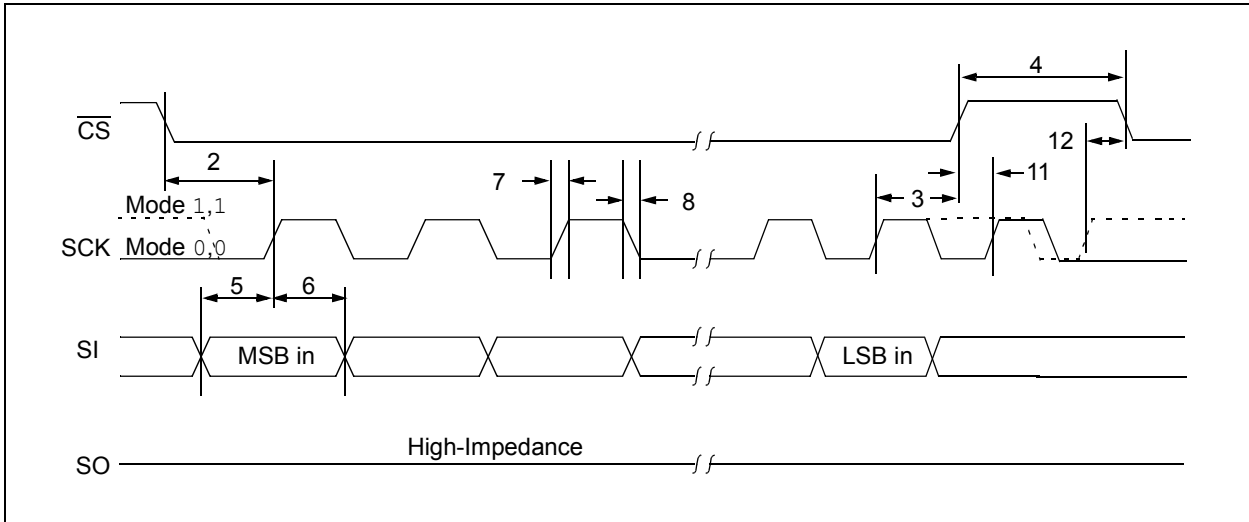 4
CS
12
2
7
11
8
3
Mode 1,1
SCK Mode 0,0
5
6
SI
MSB in
LSB in
High-Impedance
SO